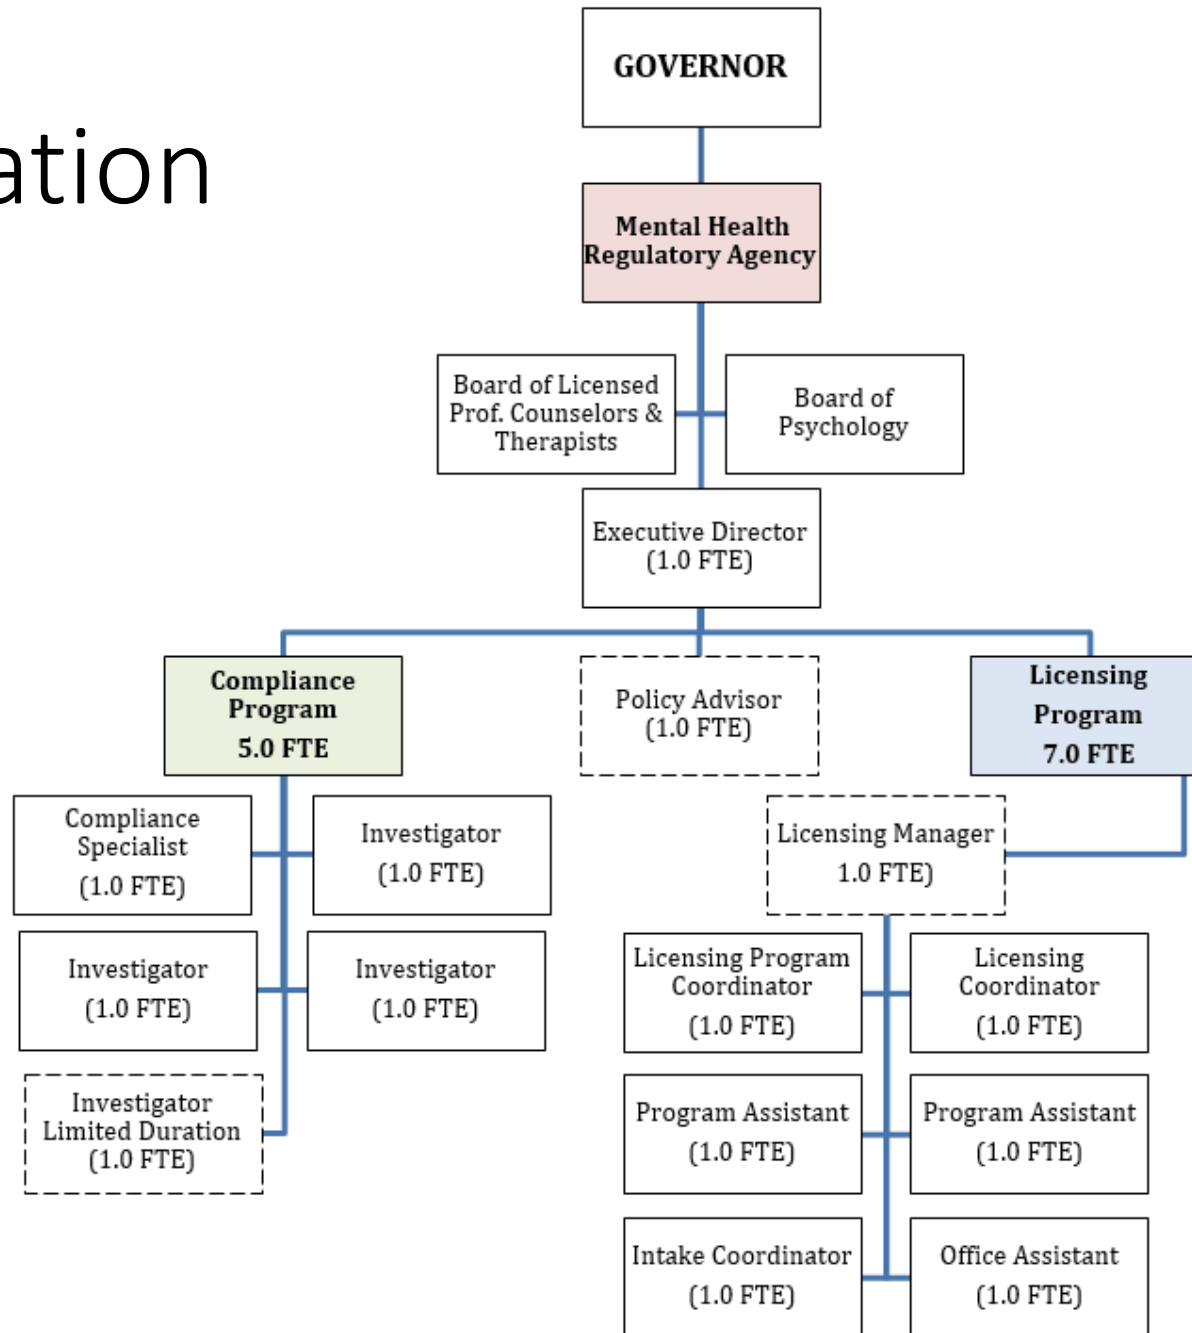 GOVERNOR
ation
Mental Health
Regulatory Agency
Board of Licensed
Prof. Counselors &
Therapists
Board of
Psychology
Executive Director
(1.0 FTE)
Compliance
Program
5.0 FTE
Policy Advisor
(1.0 FTE)
Licensing
Program
7.0 FTE
Compliance
Specialist
(1.0 FTE)
Investigator
(1.0 FTE)
Licensing Manager
1.0 FTE)
Investigator
(1.0 FTE)
Investigator
(1.0 FTE)
Licensing Program
Coordinator
(1.0 FTE)
Licensing
Coordinator
(1.0 FTE)
Investigator
Limited Duration
(1.0 FTE)
Program Assistant
(1.0 FTE)
Program Assistant
(1.0 FTE)
Intake Coordinator
(1.0 FTE)
Office Assistant
(1.0 FTE)